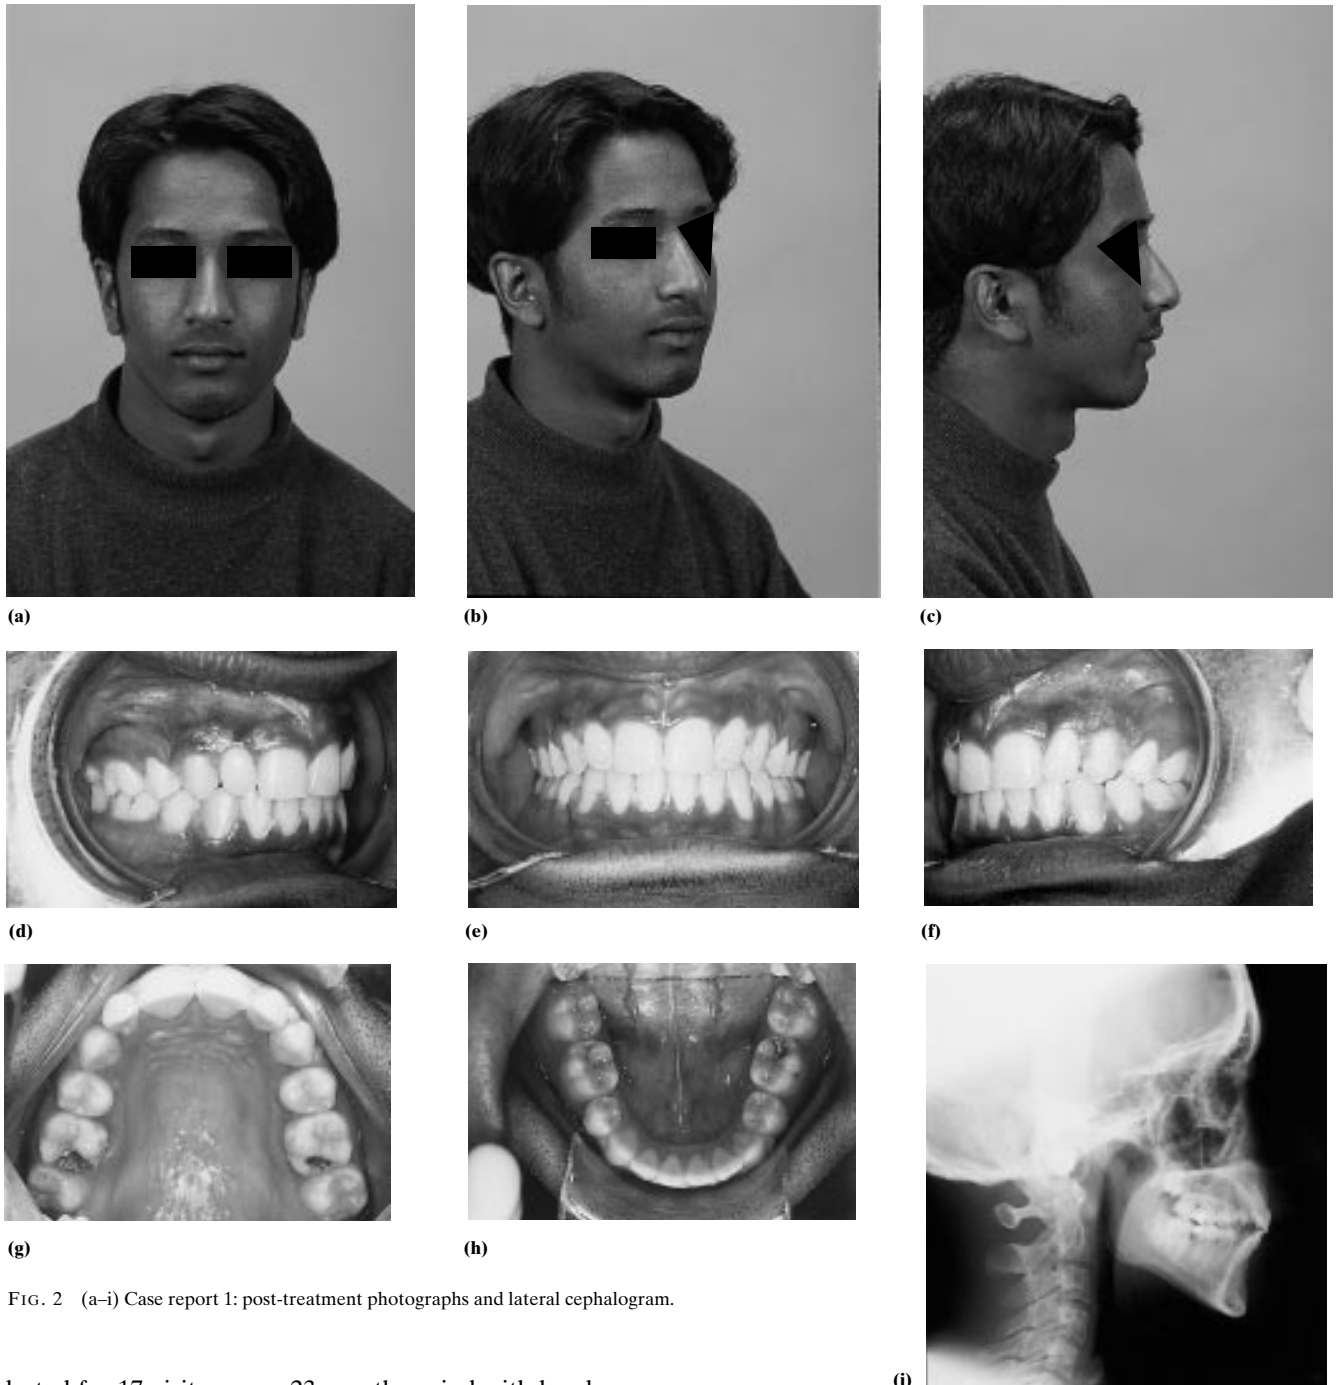 (a)
(b)
(c)
(d)
(e)
(f)
(g)
(h)
FIG. 2 (a–i) Case report 1: post-treatment photographs and lateral cephalogram.
(i)